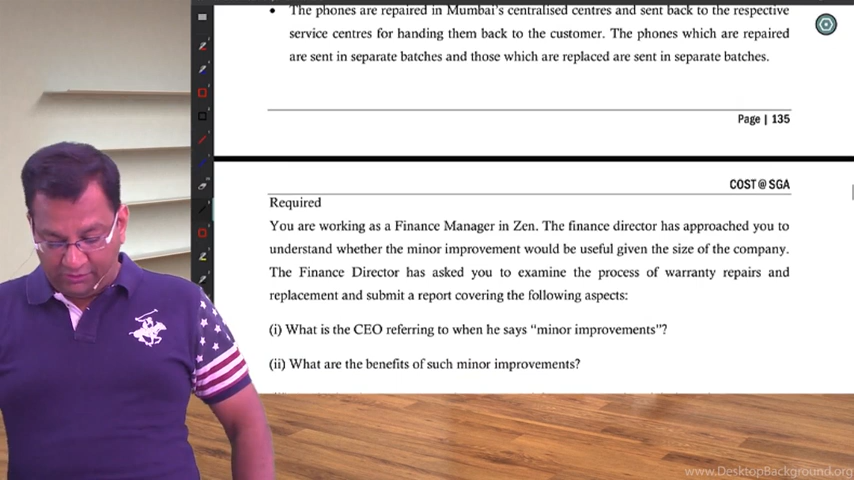 • The phones are repaired in Mumbai's centralised centres and sent back to the respective
service centres for handing them back to the customer. The phones which are repaired
are sent in separate batches and those which are replaced are sent in separate batches.
Page | 135
COST@SGA
Required
You are working as a Finance Manager in Zen. The finance director has approached you to
understand whether the minor improvement would be useful given the size of the company.
The Finance Director has asked you to examine the process of warranty repairs and
replacement and submit a report covering the following aspects:
(i) What is the CEO referring to when he says “minor improvements”?
(ii) What are the benefits of such minor improvements?
www.DesktopBackground.org